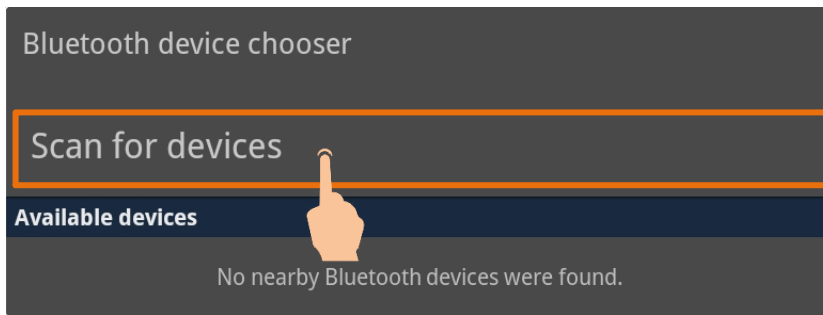 Bluetooth device chooser
Scan for devices
Available devices
No nearby Bluetooth devices were found.